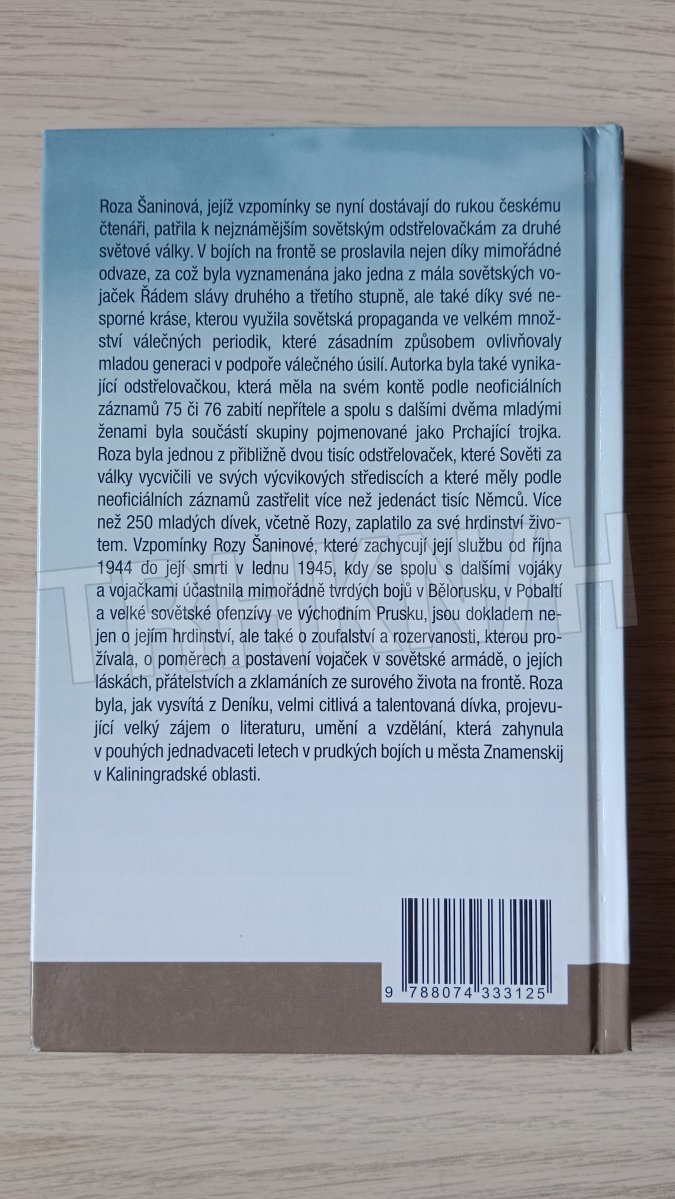 Roza Šaninová, jejíž vzpomínky se nyní dostávají do rukou českému
čtenáři, patřila k nejznámějším sovětským odstřelovačkám za druhé
světové války. V bojích na frontě se proslavila nejen díky mimořádné
odvaze, za což byla vyznamenána jako jedna z mála sovětských vo-
jaček Řádem slávy druhého a třetího stupně, ale také díky své ne-
sporné kráse, kterou využila sovětská propaganda ve velkém množ-
ství válečných periodik, které zásadním způsobem ovlivňovaly
mladou generaci v podpoře válečného úsilí. Autorka byla také vynika-
jící odstřelovačkou, která měla na svém kontě podle neoficiálních
záznamů 75 či 76 zabití nepřítele a spolu s dalšími dvěma mladými
ženami byla součástí skupiny pojmenované jako Prchající trojka.
Roza byla jednou z přibližně dvou tisíc odstřelovaček, které Sověti za
války vycvičili ve svých výcvikových střediscích a které měly podle
neoficiálních záznamů zastřelit více než jedenáct tisíc Němců. Více
než 250 mladých dívek, včetně Rozy, zaplatilo za své hrdinství živo-
tem. Vzpomínky Rozy Šaninové, které zachycují její službu od října
1944 do její smrti v lednu 1945, kdy se spolu s dalšími vojáky
a vojačkami účastnila mimořádně tvrdých bojů v Bělorusku, v Pobaltí
a velké sovětské ofenzívy ve východním Prusku, jsou dokladem ne-
jen o jejím hrdinství, ale také o zoufalství a rozervanosti, kterou pro-
žívala, o poměrech a postavení vojaček v sovětské armádě, o jejích
láskách, přátelstvích a zklamáních ze surového života na frontě. Roza
byla, jak vysvítá z Deníku, velmi citlivá a talentovaná dívka, projevu-
jící velký zájem o literaturu, umění a vzdělání, která zahynula
v pouhých jednadvaceti letech v prudkých bojích u města Znamenskij
v Kaliningradské oblasti.
TRHKNIH
9 788074 333125